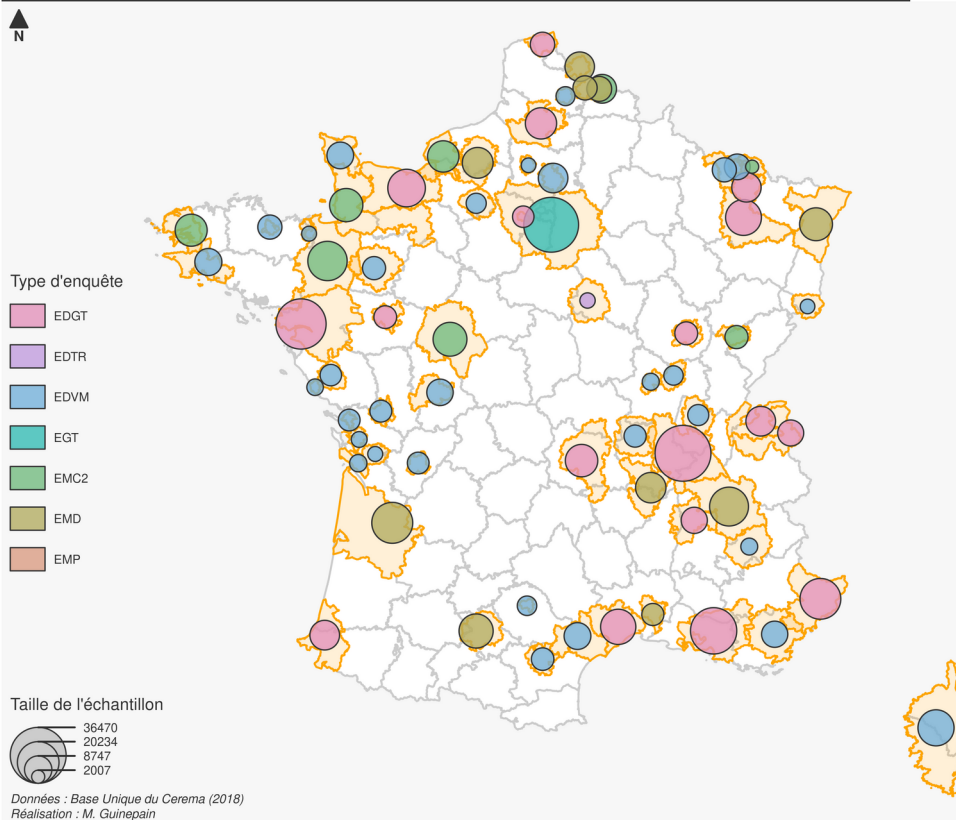 N
Type d'enquête
EDGT
EDTR
EDVM
EGT
EMC2
EMD
EMP
Taille de l'échantillon
36470
20234
8747
2007
Données : Base Unique du Cerema (2018)
Réalisation : M. Guinepain